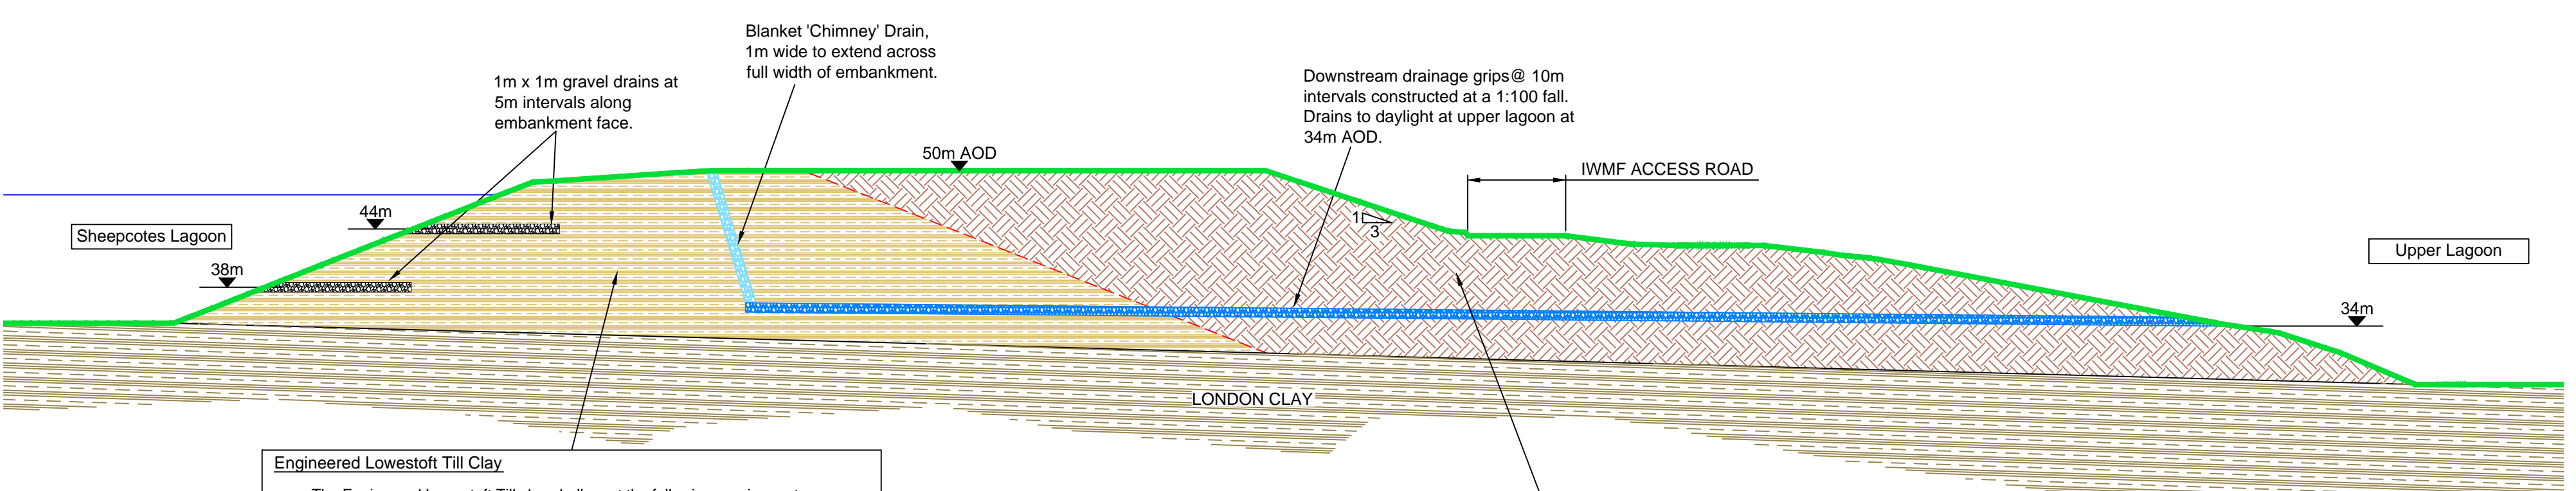 Blanket 'Chimney' Drain,
1m wide to extend across
full width of embankment.
1m x 1m gravel drains at
5m intervals along
embankment face.
Downstream drainage grips@ 10m
intervals constructed at a 1:100 fall.
Drains to daylight at upper lagoon at
34m AOD.
50m AOD
IWMF ACCESS ROAD
44m
1
3
Sheepcotes Lagoon
Upper Lagoon
38m
34m
LONDON CLAY
Engineered Lowestoft Till Clay